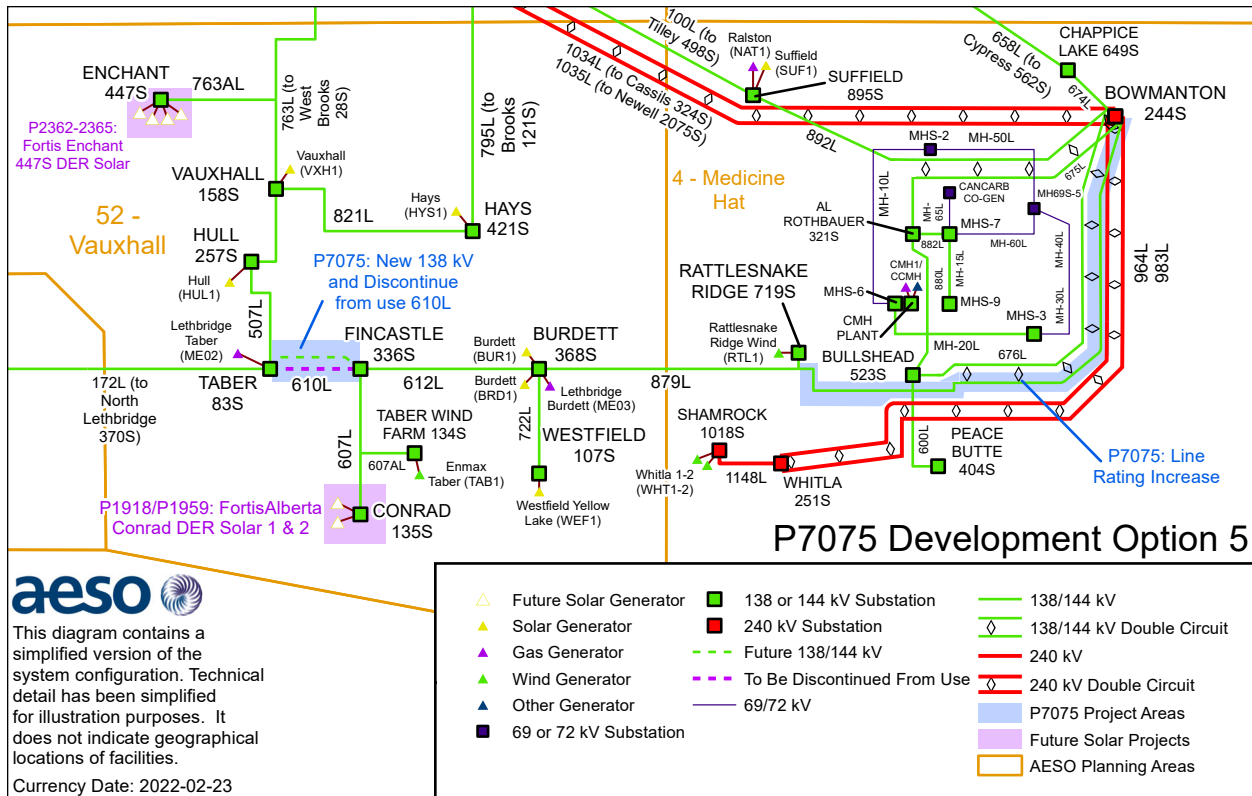 ENCHANT
447S
763AL
P2362-2365:
Fortis Enchant
447S DER Solar
763L (to
West
Brooks
28S)
795L (to
Brooks
121S)
Vauxhall
(VXH1)
VAUXHALL
158S
52 -
Vauxhall
821L
Hays
(HYS1)
HAYS
421S
HULL
257S
Hull
(HUL1)
507L
P7075: New 138 kV
and Discontinue
from use 610L
Lethbridge
Taber
(ME02)
TABER
83S
610L
FINCASTLE
336S
612L
172L (to
North
Lethbridge
370S)
607L
TABER WIND
FARM 134S
607AL
Enmax
Taber (TAB1)
P1918/P1959: FortisAlberta
Conrad DER Solar 1 & 2
CONRAD
135S
Burdett
(BUR1)
BURDETT
368S
Burdett
(BRD1)
Lethbridge
Burdett (ME03)
722L
WESTFIELD
107S
Westfield Yellow
Lake (WEF1)
879L
100L (to
Tilley 498S)
1034L (to Cassis 324S)
1035L (to Newell 2075S)
Ralston
(NAT1)
Suffield
(SUF1)
SUFFIELD
895S
892L
658L (to
Cypress 562S)
CHAPPICE
LAKE 649S
674L
BOWMANTON
244S
4 - Medicine
Hat
MHS-2
MH-50L
675L
MH-10L
CANCARB
CO-GEN
MH69S-5
MH-
65L
AL
ROTHBAUER
321S
MHS-7
882L
MH-60L
MH-40L
964L
983L
CMH1/
CCMH
880L
MH-15L
MHS-6
MHS-9
MH-30L
CMH
PLANT
MHS-3
MH-20L
RATTLESNAKE
RIDGE 719S
Rattlesnake
Ridge Wind
(RTL1)
BULLSHEAD
523S
676L
SHAMROCK
1018S
Whitla 1-2
(WHT1-2)
1148L
WHITLA
251S
600L
PEACE
BUTTE
404S
P7075: Line
Rating Increase
P7075 Development Option 5
aeso
This diagram contains a
simplified version of the
system configuration. Technical
detail has been simplified
for illustration purposes. It
does not indicate geographical
locations of facilities.
Currency Date: 2022-02-23
Future Solar Generator
Solar Generator
Gas Generator
Wind Generator
Other Generator
69 or 72 kV Substation
138 or 144 kV Substation
240 kV Substation
Future 138/144 kV
To Be Discontinued From Use
69/72 kV
138/144 kV
138/144 kV Double Circuit
240 kV
240 kV Double Circuit
P7075 Project Areas
Future Solar Projects
AESO Planning Areas